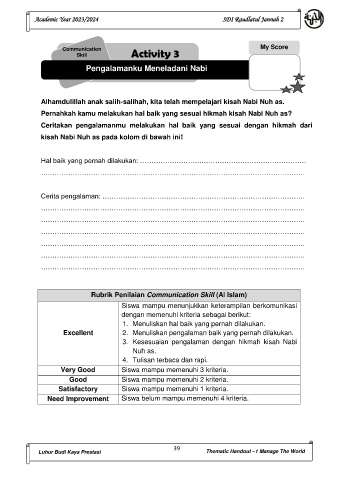 Academic Year 2023/2024
SDI Raudlatul Jannah 2
Communication
Skill
Activity 3
My Score
Pengalamanku Meneladani Nabi
Alhamdulillah anak salih-salihah, kita telah mempelajari kisah Nabi Nuh as.
Pernahkah kamu melakukan hal baik yang sesuai hikmah kisah Nabi Nuh as?
Ceritakan pengalamanmu melakukan hal baik yang sesuai dengan hikmah dari
kisah Nabi Nuh as pada kolom di bawah ini!
Hal baik yang pernah dilakukan: ……………………………………………………………
…………………………………………………………………………………………………
Cerita pengalaman: …………………………………………………………………………
…………………………………………………………………………………………………
…………………………………………………………………………………………………
…………………………………………………………………………………………………
…………………………………………………………………………………………………
…………………………………………………………………………………………………
…………………………………………………………………………………………………
Rubrik Penilaian Communication Skill (Al Islam)
Excellent
Siswa mampu menunjukkan keterampilan berkomunikasi
dengan memenuhi kriteria sebagai berikut:
1. Menuliskan hal baik yang pernah dilakukan.
2. Menuliskan pengalaman baik yang pernah dilakukan.
3. Kesesuaian pengalaman dengan hikmah kisah Nabi
Nuh as.
4. Tulisan terbaca dan rapi.
Very Good Siswa mampu memenuhi 3 kriteria.
Good Siswa mampu memenuhi 2 kriteria.
Satisfactory Siswa mampu memenuhi 1 kriteria.
Need Improvement Siswa belum mampu memenuhi 4 kriteria.
Luhur Budi Kaya Prestasi
39
Thematic Handout – I Manage The World